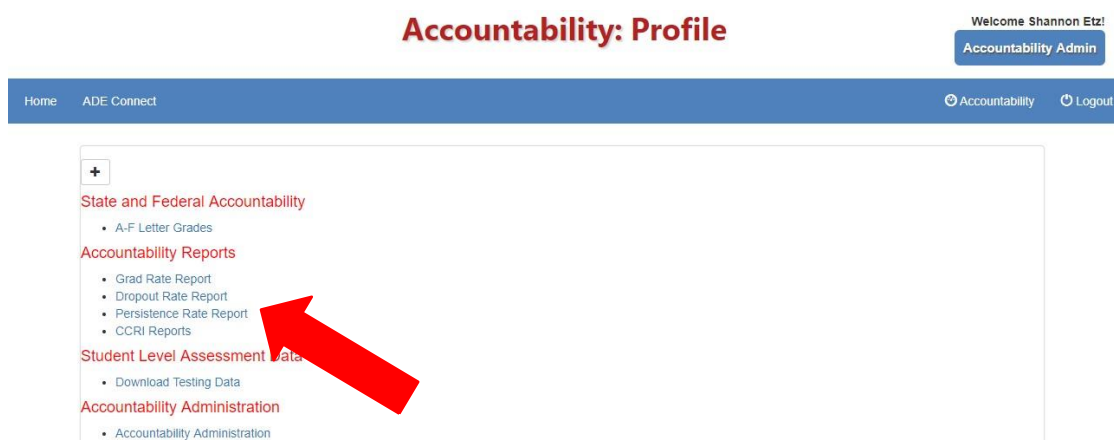 Accountability: Profile
Welcome Shannon Etz!
Accountability Admin
Home ADE Connect Accountability Logout
+
State and Federal Accountability
A-F Letter Grades
Accountability Reports
Grad Rate Report
Dropout Rate Report
Persistence Rate Report
CCRI Reports
Student Level Assessment Data
Download Testing Data
Accountability Administration
Accountability Administration